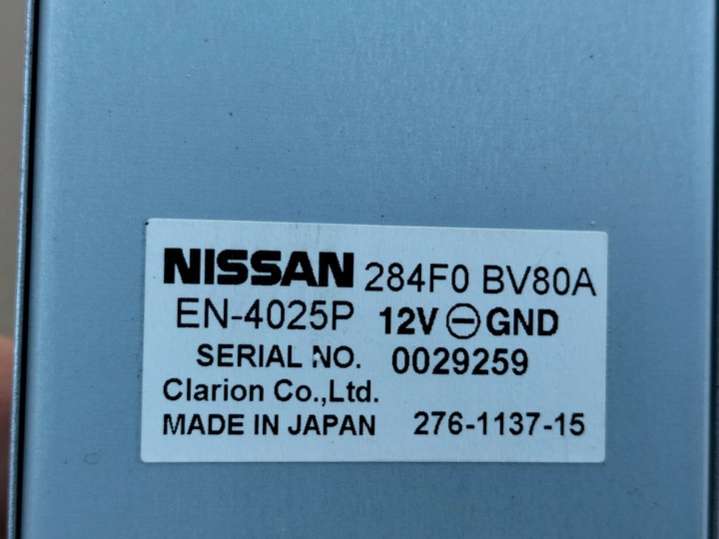 NISSAN 284F0 BV80A
EN-4025P 12V ⊖ GND
SERIAL NO. 0029259
Clarion Co.,Ltd.
MADE IN JAPAN 276-1137-15